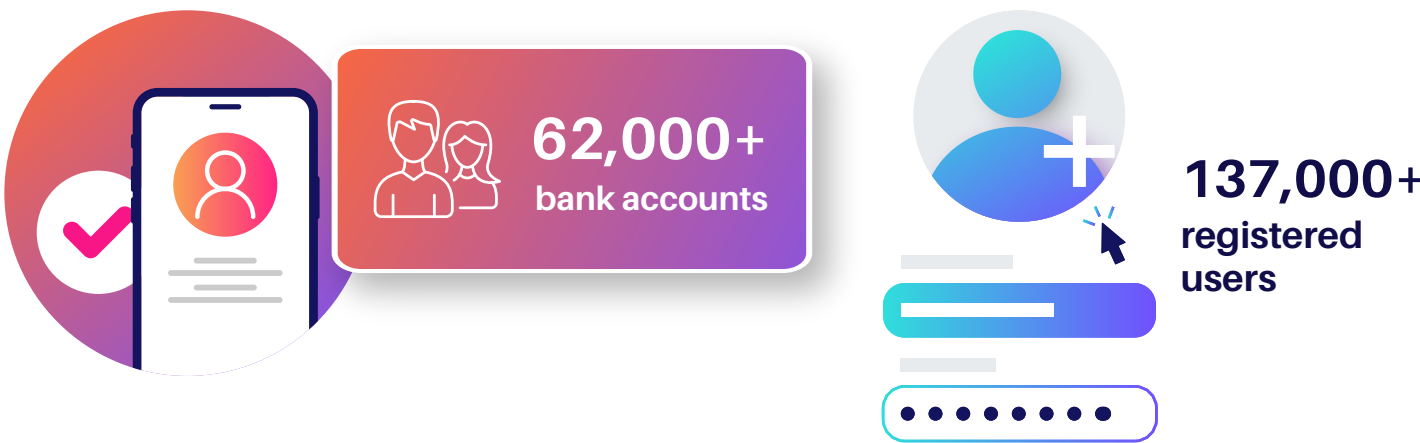 62,000+
bank accounts
137,000+
registered
users